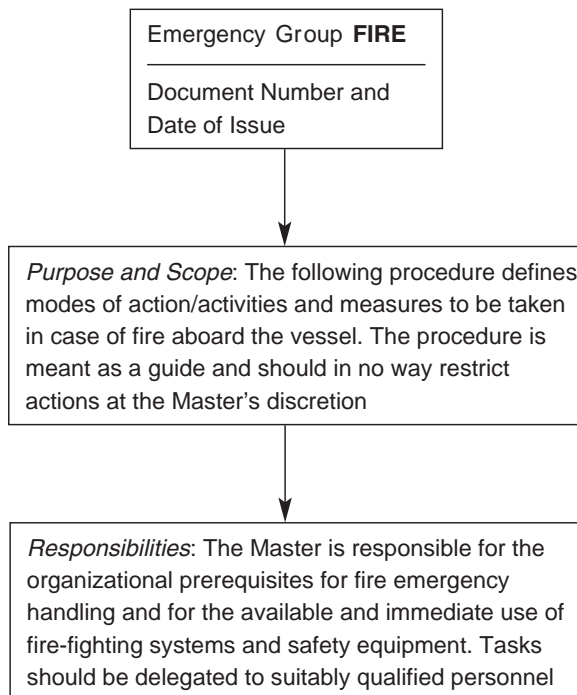 Emergency Group FIRE
Document Number and
Date of Issue
Purpose and Scope: The following procedure defines
modes of action/activities and measures to be taken
in case of fire aboard the vessel. The procedure is
meant as a guide and should in no way restrict
actions at the Master's discretion
Responsibilities: The Master is responsible for the
organizational prerequisites for fire emergency
handling and for the available and immediate use of
fire-fighting systems and safety equipment. Tasks
should be delegated to suitably qualified personnel